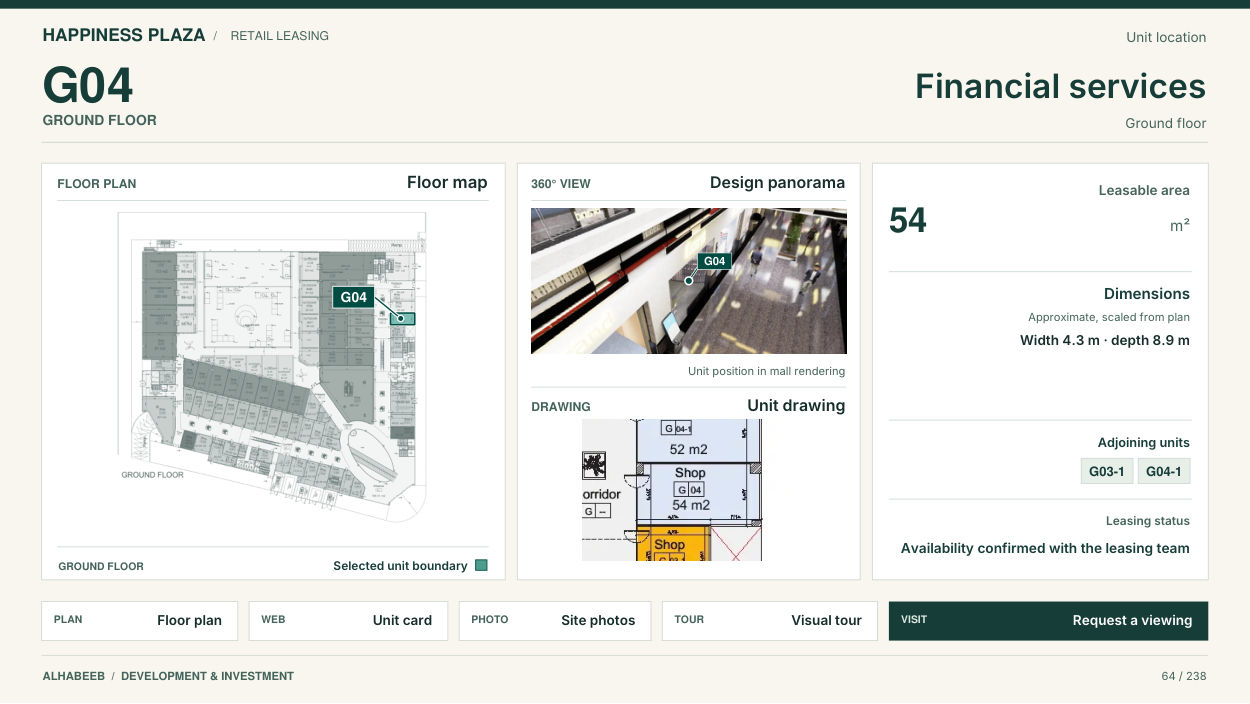 HAPPINESS PLAZA / RETAIL LEASING
Unit location
G04
Financial services
GROUND FLOOR
Ground floor
FLOOR PLAN
Floor map
G04
GROUND FLOOR
GROUND FLOOR
Selected unit boundary
360° VIEW
Design panorama
G04
Unit position in mall rendering
DRAWING
Unit drawing
G 04-1
52 m2
Shop
G 04
54 m2
orridor
G --
Shop
Leasable area
54 m²
Dimensions
Approximate, scaled from plan
Width 4.3 m · depth 8.9 m
Adjoining units
G03-1 G04-1
Leasing status
Availability confirmed with the leasing team
PLAN Floor plan
WEB Unit card
PHOTO Site photos
TOUR Visual tour
VISIT Request a viewing
ALHABEEB / DEVELOPMENT & INVESTMENT
64 / 238